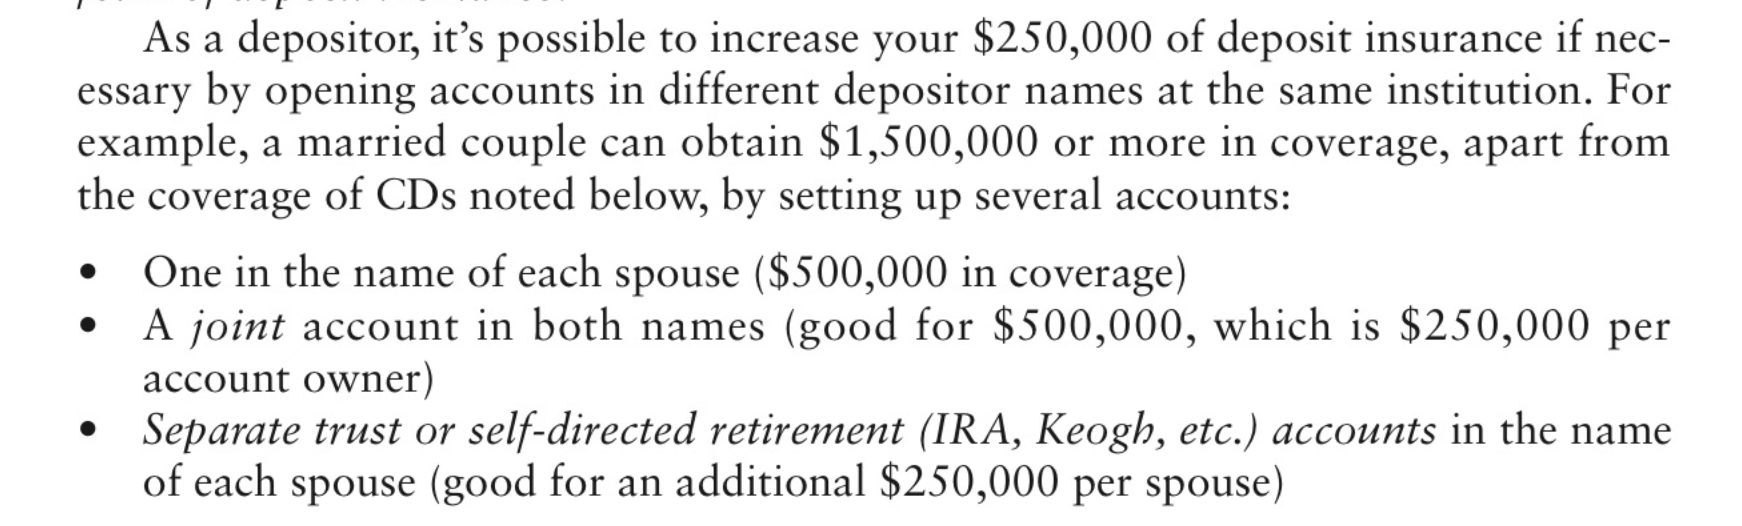 As a depositor, it's possible to increase your $250,000 of deposit insurance if nec-
essary by opening accounts in different depositor names at the same institution. For
example, a married couple can obtain $1,500,000 or more in coverage, apart from
the coverage of CDs noted below, by setting up several accounts:
• One in the name of each spouse ($500,000 in coverage)
• A joint account in both names (good for $500,000, which is $250,000 per
account owner)
• Separate trust or self-directed retirement (IRA, Keogh, etc.) accounts in the name
of each spouse (good for an additional $250,000 per spouse)